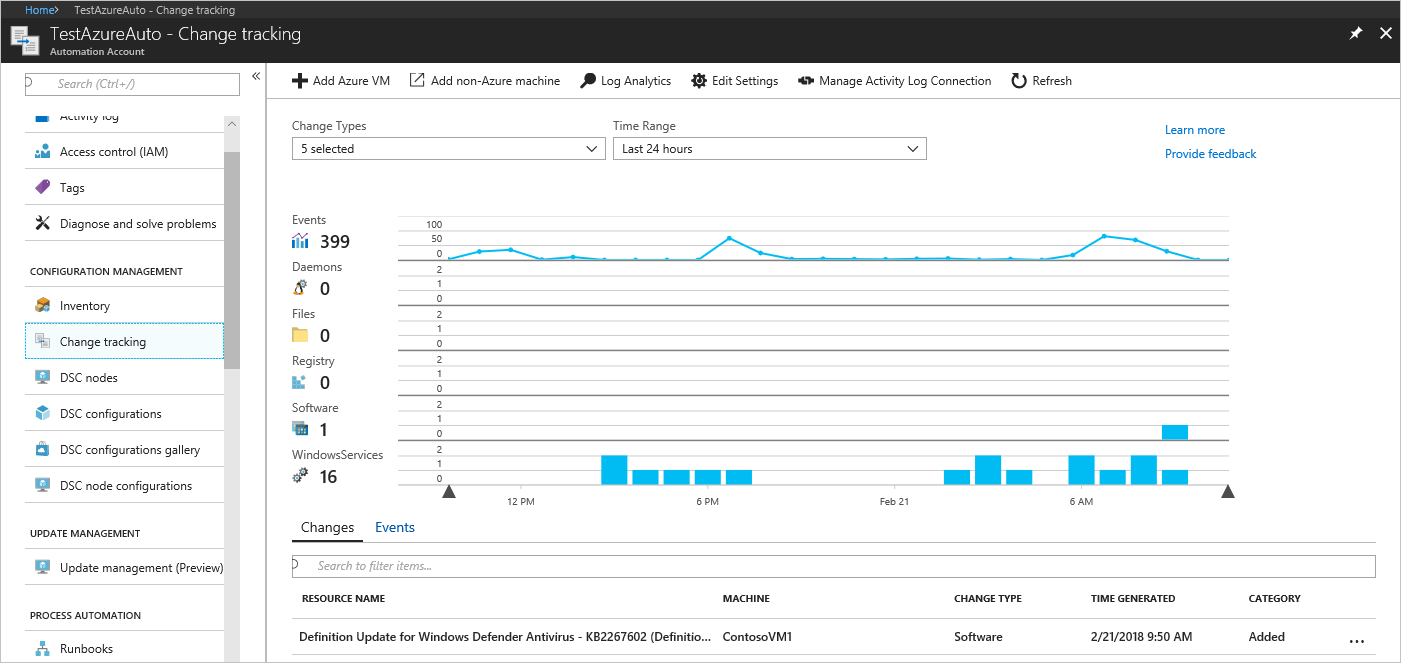 Home> TestAzureAuto - Change tracking
TestAzureAuto - Change tracking
Automation Account
Search (Ctrl+/)
«
Activity log
Access control (IAM)
Tags
Diagnose and solve problems
CONFIGURATION MANAGEMENT
Inventory
Change tracking
DSC nodes
DSC configurations
DSC configurations gallery
DSC node configurations
UPDATE MANAGEMENT
Update management (Preview)
PROCESS AUTOMATION
Runbooks
Add Azure VM Add non-Azure machine Log Analytics Edit Settings Manage Activity Log Connection Refresh
Change Types Time Range
5 selected Last 24 hours
Learn more
Provide feedback
Events
399
100
50
0
Daemons
0
2
1
0
Files
0
2
1
0
Registry
0
2
1
0
Software
1
2
1
0
WindowsServices
16
2
1
0
12 PM 6 PM Feb 21 6 AM
Changes Events
Search to filter items...
RESOURCE NAME MACHINE CHANGE TYPE TIME GENERATED CATEGORY
Definition Update for Windows Defender Antivirus - KB2267602 (Definitio... ContosoVM1 Software 2/21/2018 9:50 AM Added ...